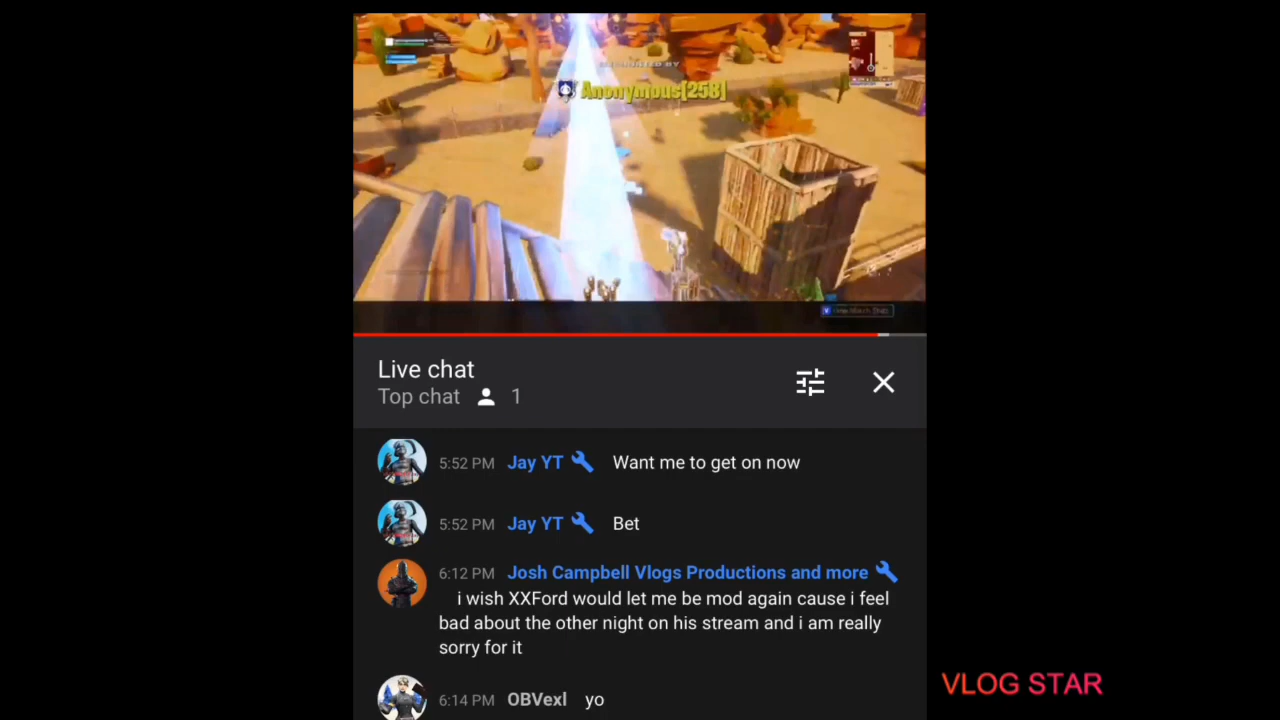 Anonymous[258]
Live chat
Top chat 1
5:52 PM Jay YT Want me to get on now
5:52 PM Jay YT Bet
6:12 PM Josh Campbell Vlogs Productions and more
i wish XXFord would let me be mod again cause i feel
bad about the other night on his stream and i am really
sorry for it
6:14 PM OBVexl yo
VLOG STAR